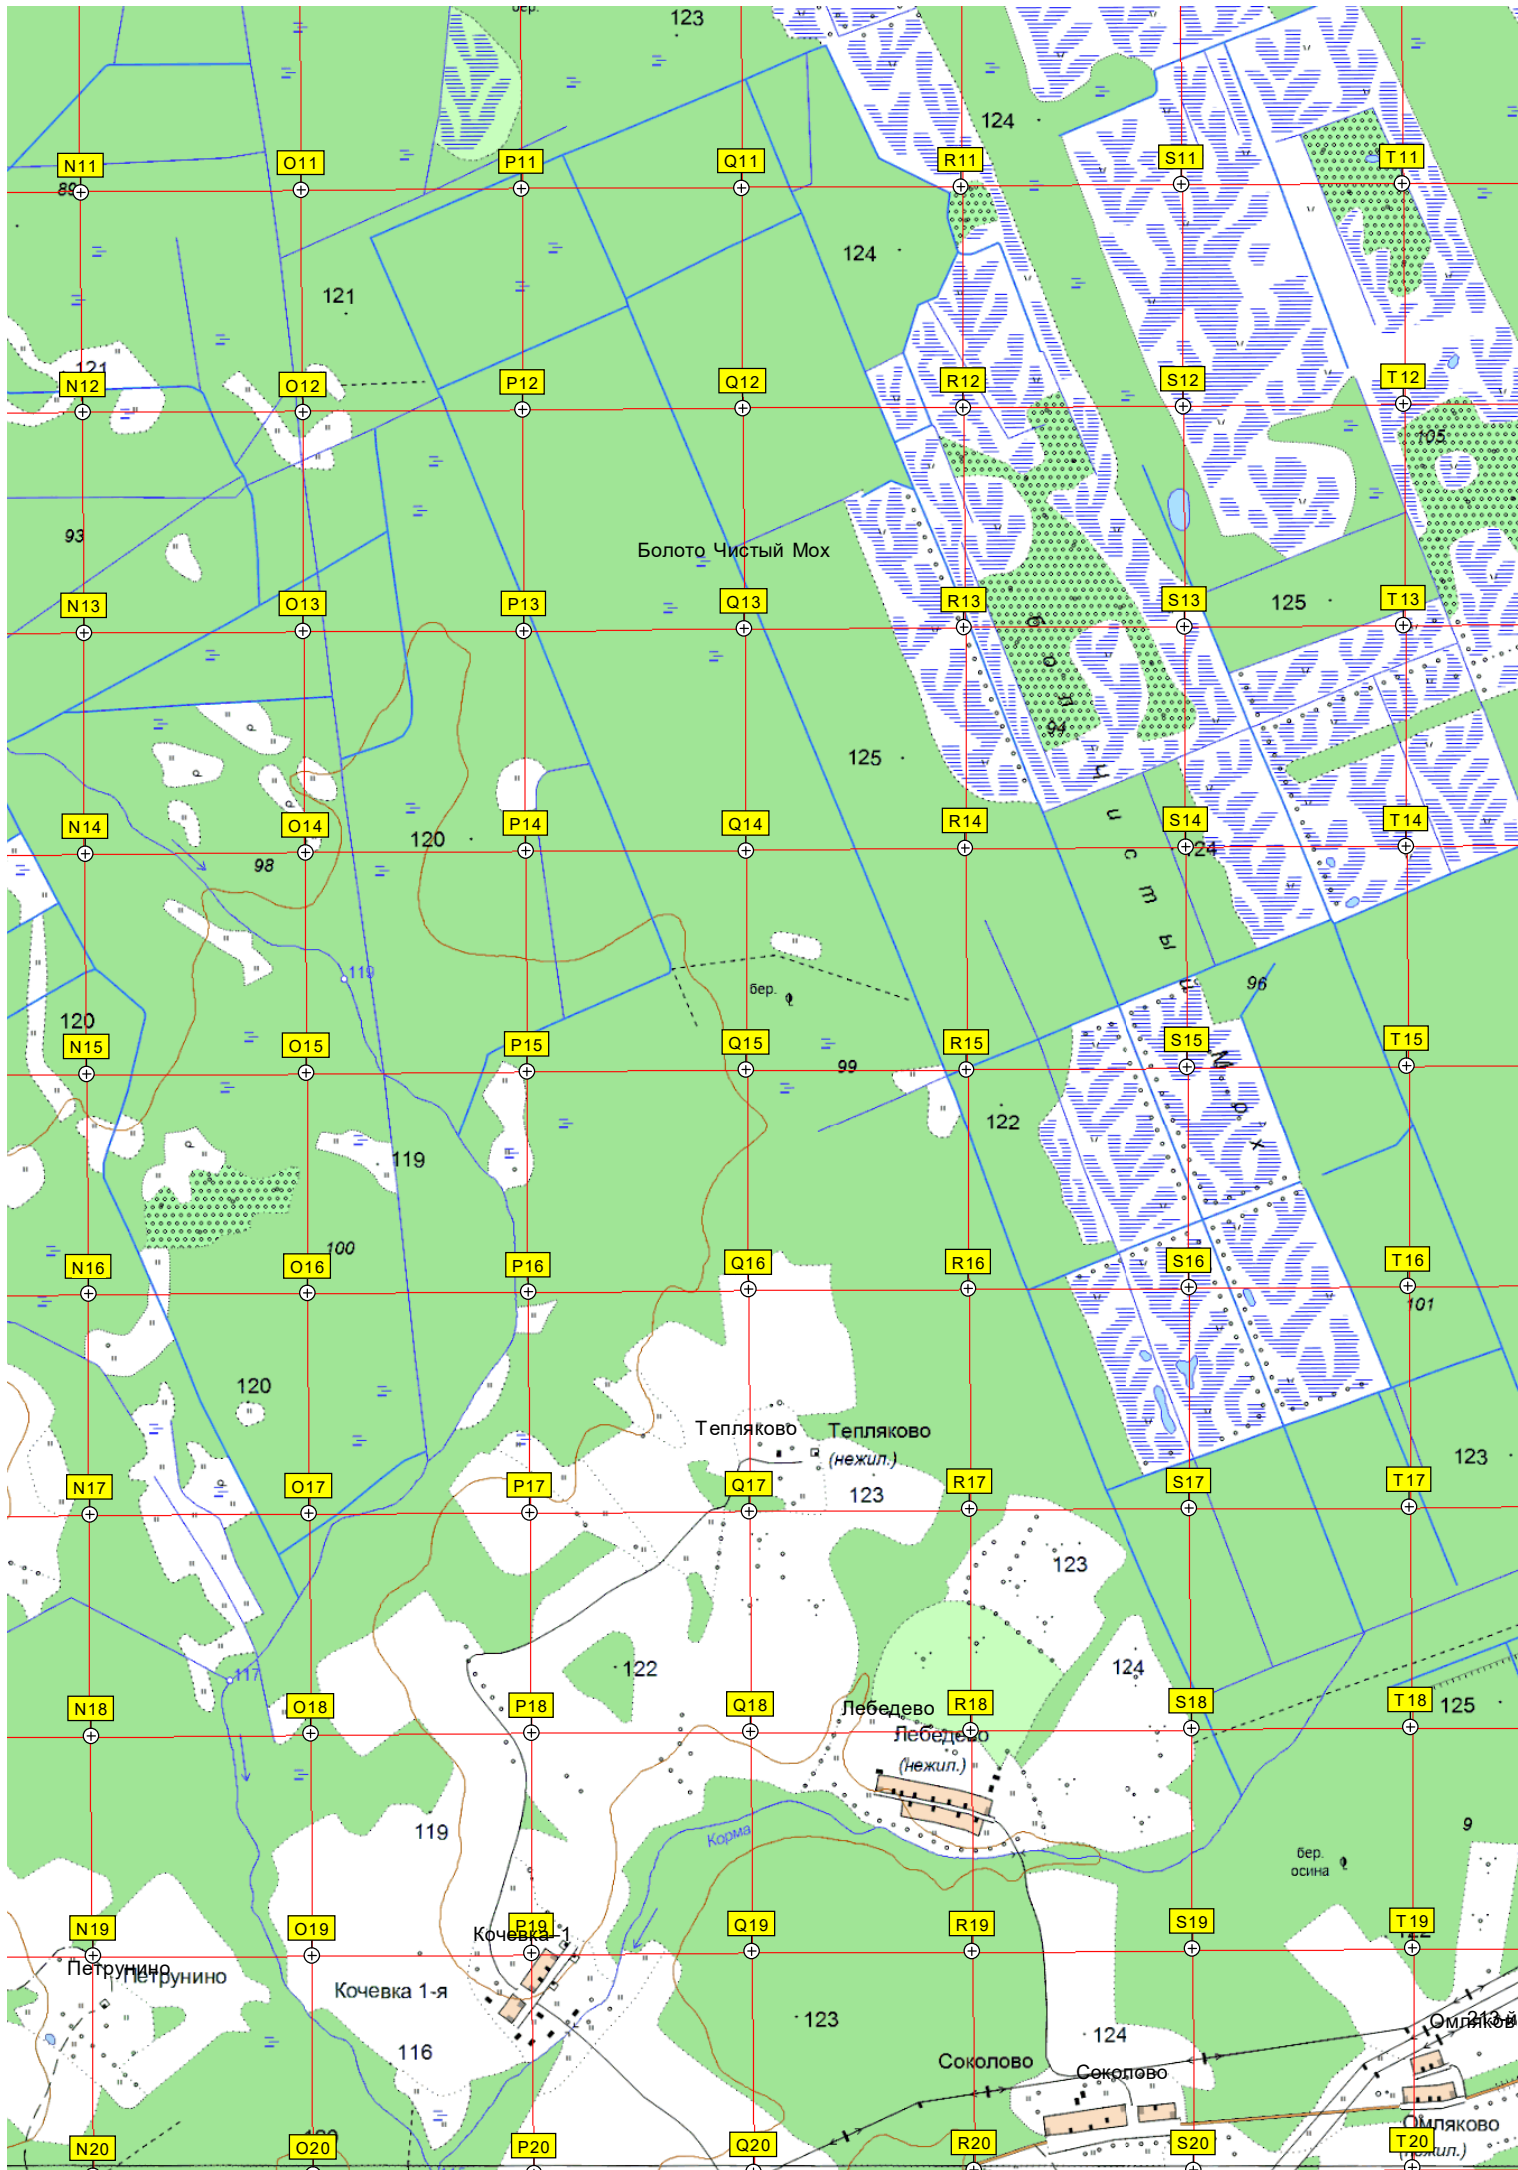 бер.
123
124
N11
O11
P11
Q11
R11
S11
T11
89
124
121
121
N12
O12
P12
Q12
R12
S12
T12
105
93
Болото Чистый Мох
N13
O13
P13
Q13
R13
S13
T13
125
б о л
94
125
Ч и с т ы й
N14
O14
P14
Q14
R14
S14
T14
120
98
124
119
бер.
96
120
N15
O15
P15
Q15
R15
S15
T15
99
М о х
122
119
100
N16
O16
P16
Q16
R16
S16
T16
101
120
Тепляково
Тепляково
(нежил.)
123
123
N17
O17
P17
Q17
R17
S17
T17
123
122
124
117
N18
O18
P18
Q18
R18
S18
T18
125
Лебедево
Лебедево
(нежил.)
119
Корма
9
бер.
осина
N19
O19
P19
Q19
R19
S19
T19
122
Кочевка-1
Петрунино
Петрунино
Кочевка 1-я
123
124
116
Соколово
Соколово
Омляково
(нежил.)
N20
O20
P20
Q20
R20
S20
T20